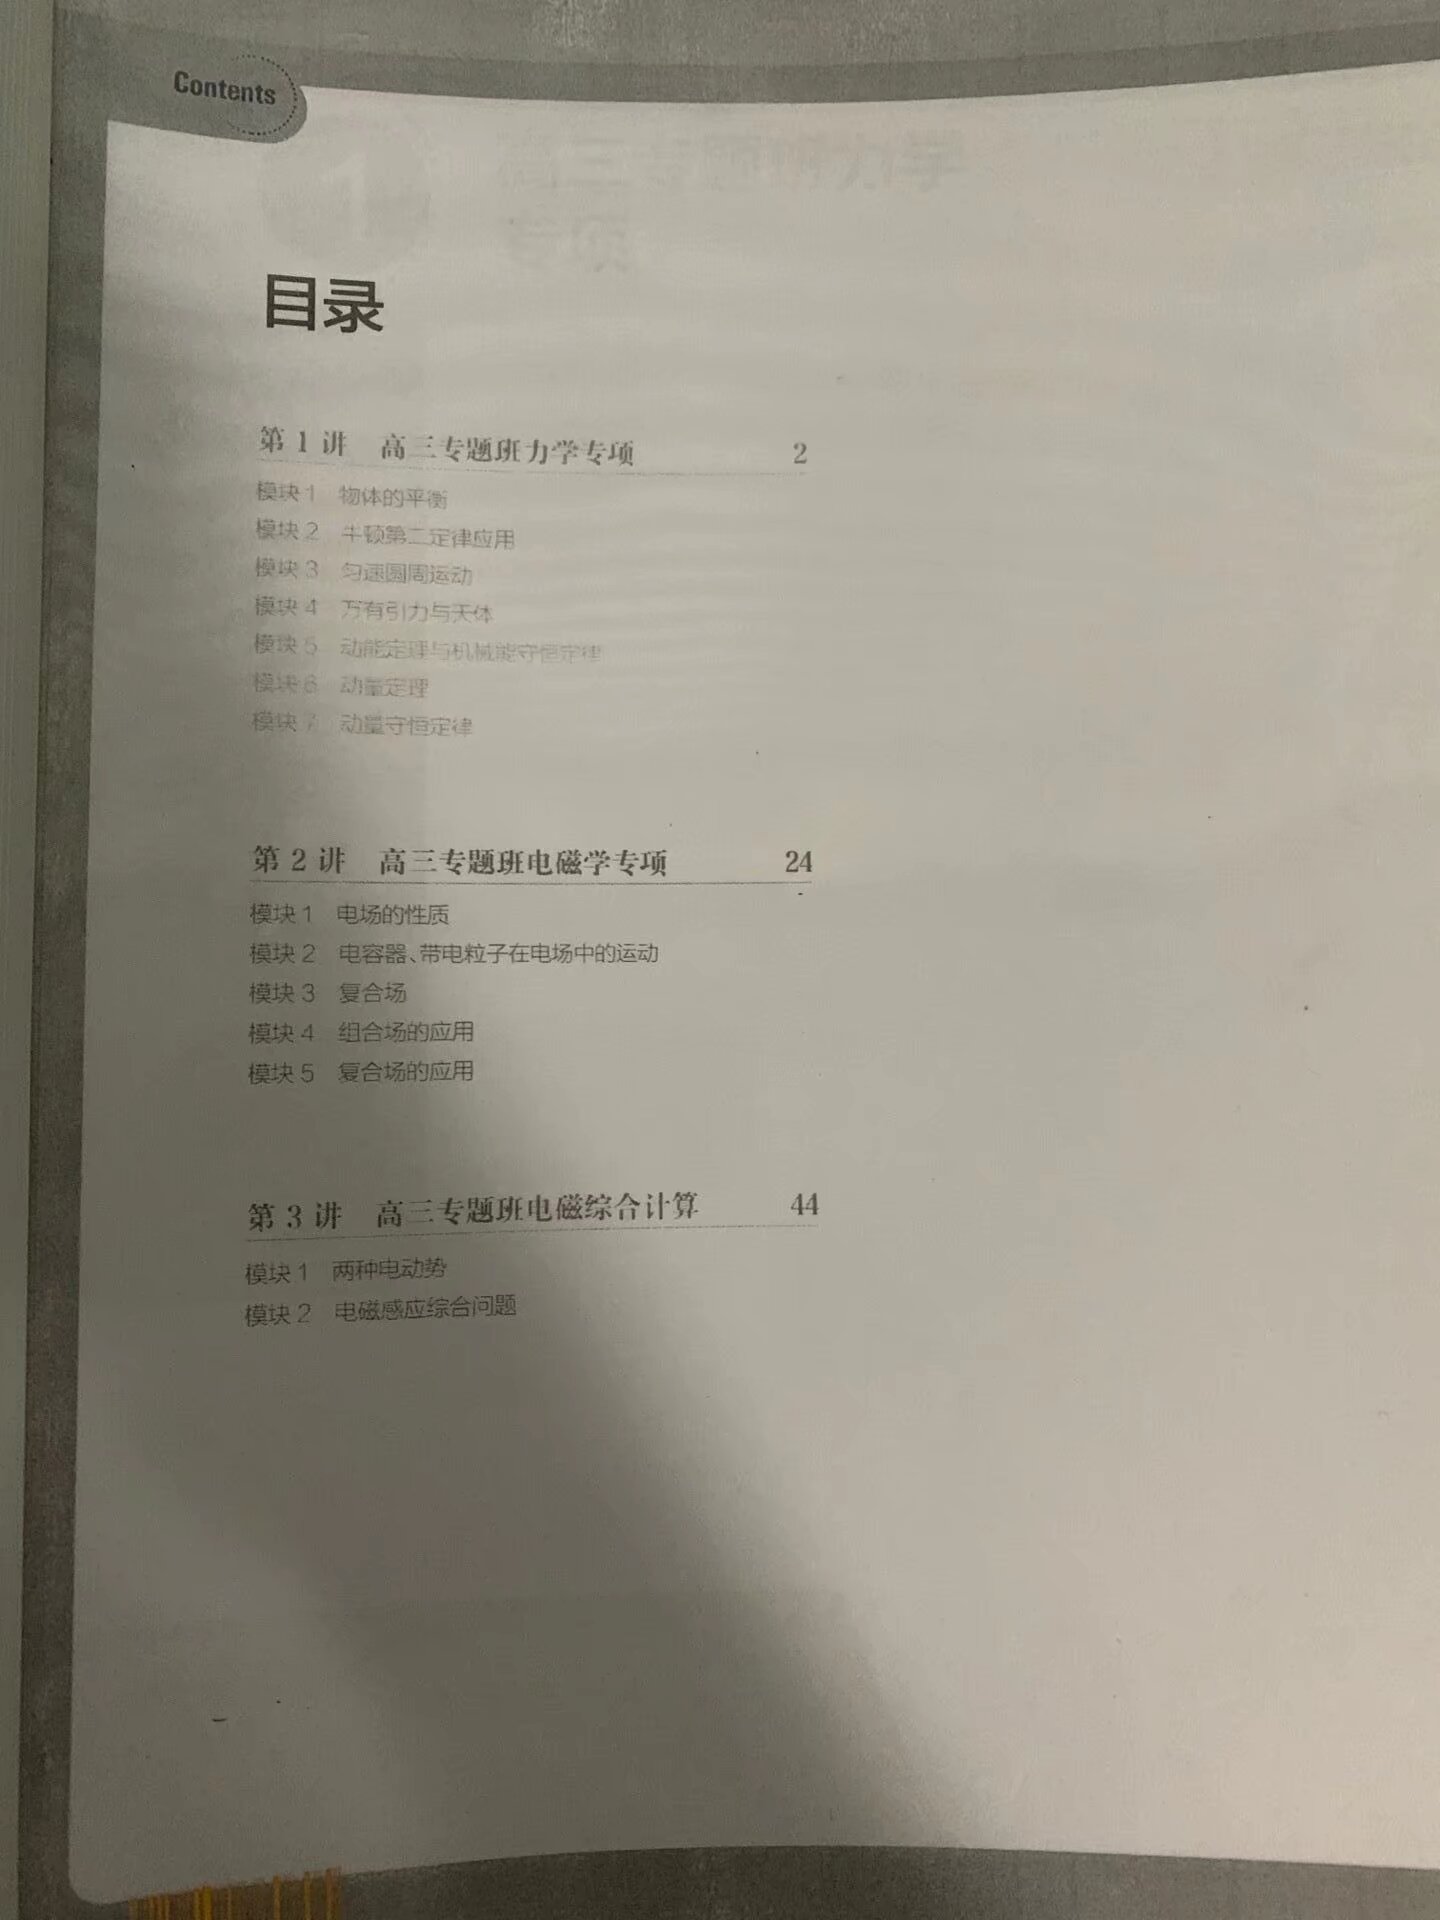 Contents
目录
第 1 讲 高三专题班力学专项 2
模块 1 物体的平衡
模块 2 牛顿第二定律应用
模块 3 匀速圆周运动
模块 4 万有引力与天体
模块 5 动能定理与机械能守恒定律
模块 6 动量定理
模块 7 动量守恒定律
第 2 讲 高三专题班电磁学专项 24
模块 1 电场的性质
模块 2 电容器、带电粒子在电场中的运动
模块 3 复合场
模块 4 组合场的应用
模块 5 复合场的应用
第 3 讲 高三专题班电磁综合计算 44
模块 1 两种电动势
模块 2 电磁感应综合问题